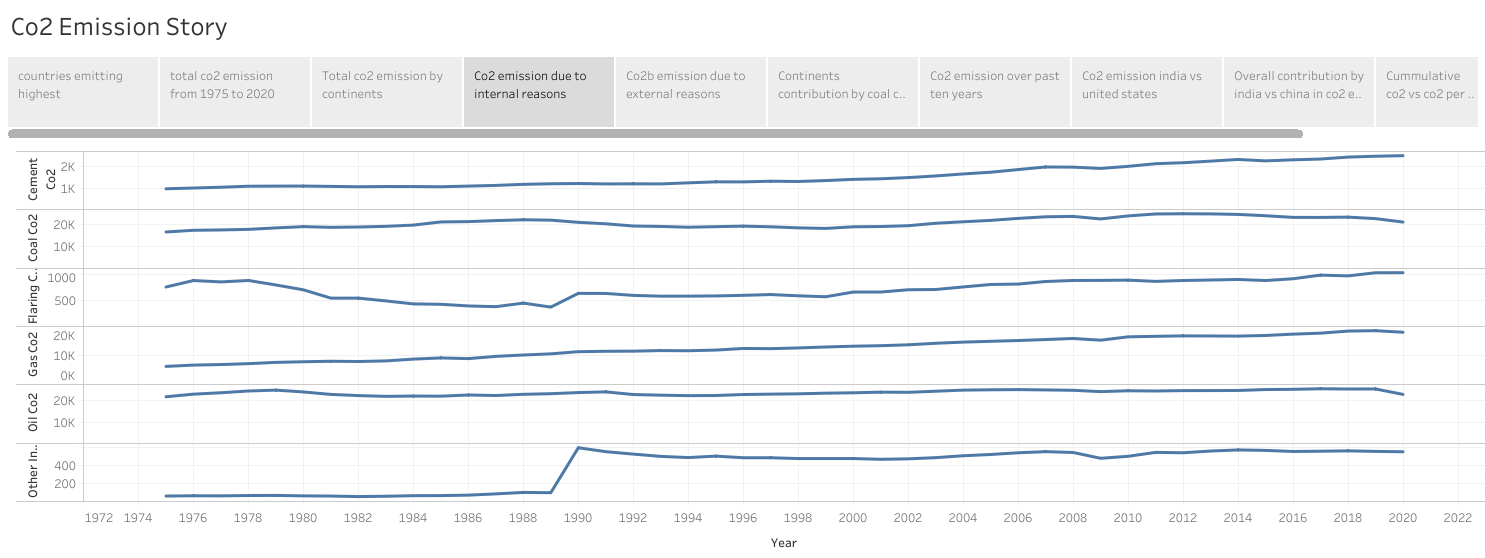 Co2 Emission Story
countries emitting
highest
total co2 emission
from 1975 to 2020
Total co2 emission by
continents
Co2 emission due to
internal reasons
Co2b emission due to
external reasons
Continents
contribution by coal c..
Co2 emission over past
ten years
Co2 emission india vs
united states
Overall contribution by
india vs china in co2 e..
Cummulative
co2 vs co2 per ..
Cement
Co2
2K
1K
Coal Co2
20K
10K
Flaring C..
1000
500
Gas Co2
20K
10K
0K
Oil Co2
20K
10K
Other In..
400
200
1972 1974 1976 1978 1980 1982 1984 1986 1988 1990 1992 1994 1996 1998 2000 2002 2004 2006 2008 2010 2012 2014 2016 2018 2020 2022
Year